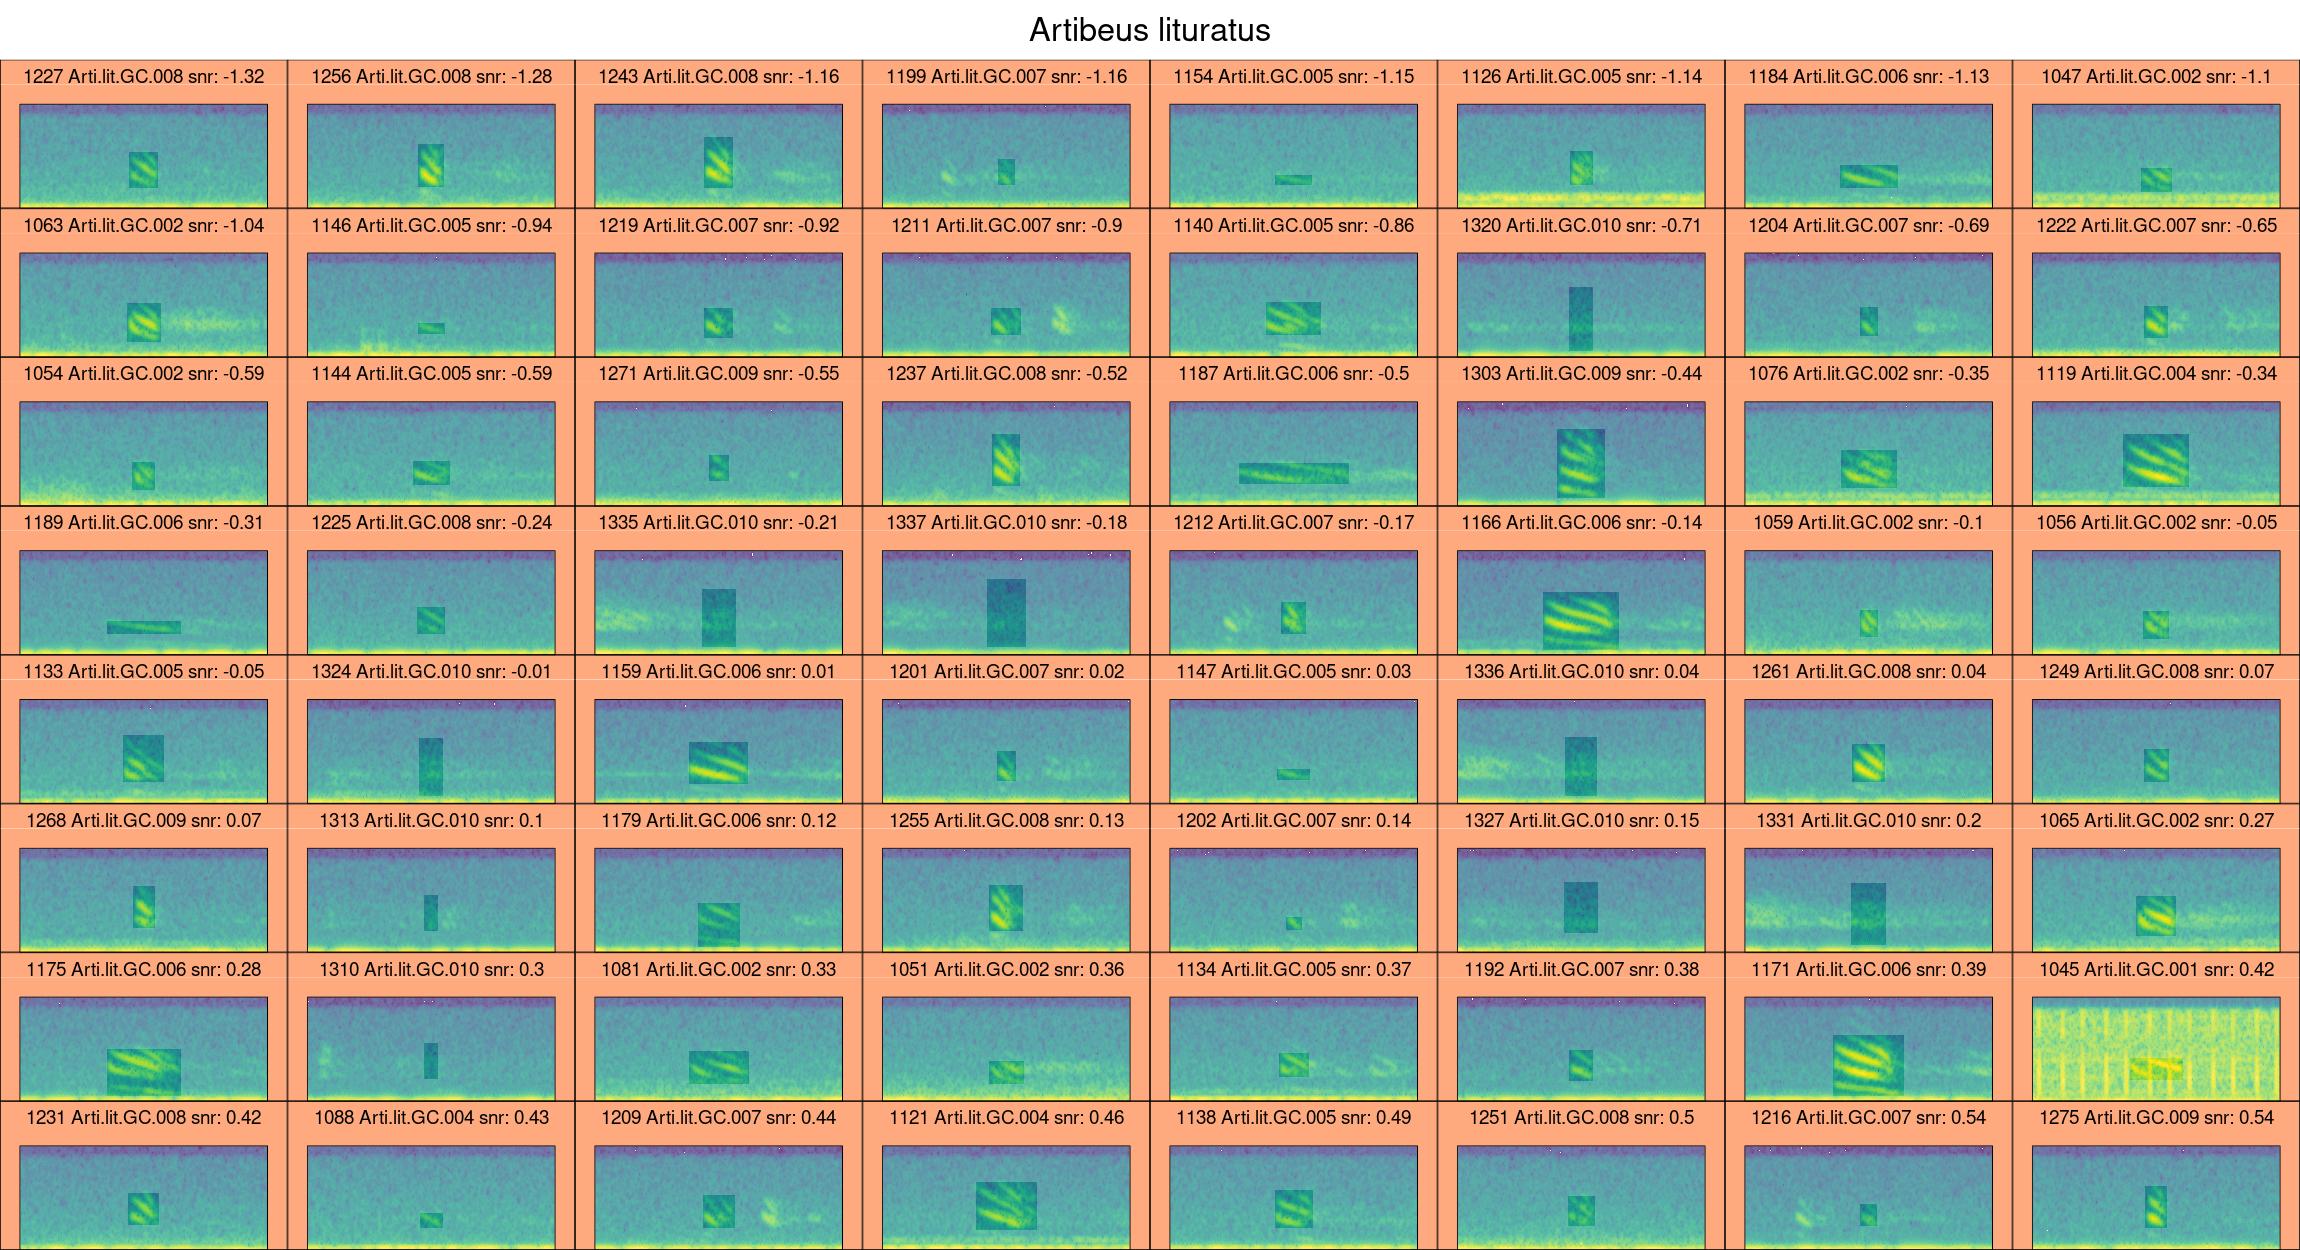 Artibeus lituratus
1227 Arti.lit.GC.008 snr: -1.32
1256 Arti.lit.GC.008 snr: -1.28
1243 Arti.lit.GC.008 snr: -1.16
1199 Arti.lit.GC.007 snr: -1.16
1154 Arti.lit.GC.005 snr: -1.15
1126 Arti.lit.GC.005 snr: -1.14
1184 Arti.lit.GC.006 snr: -1.13
1047 Arti.lit.GC.002 snr: -1.1
1063 Arti.lit.GC.002 snr: -1.04
1146 Arti.lit.GC.005 snr: -0.94
1219 Arti.lit.GC.007 snr: -0.92
1211 Arti.lit.GC.007 snr: -0.9
1140 Arti.lit.GC.005 snr: -0.86
1320 Arti.lit.GC.010 snr: -0.71
1204 Arti.lit.GC.007 snr: -0.69
1222 Arti.lit.GC.007 snr: -0.65
1054 Arti.lit.GC.002 snr: -0.59
1144 Arti.lit.GC.005 snr: -0.59
1271 Arti.lit.GC.009 snr: -0.55
1237 Arti.lit.GC.008 snr: -0.52
1187 Arti.lit.GC.006 snr: -0.5
1303 Arti.lit.GC.009 snr: -0.44
1076 Arti.lit.GC.002 snr: -0.35
1119 Arti.lit.GC.004 snr: -0.34
1189 Arti.lit.GC.006 snr: -0.31
1225 Arti.lit.GC.008 snr: -0.24
1335 Arti.lit.GC.010 snr: -0.21
1337 Arti.lit.GC.010 snr: -0.18
1212 Arti.lit.GC.007 snr: -0.17
1166 Arti.lit.GC.006 snr: -0.14
1059 Arti.lit.GC.002 snr: -0.1
1056 Arti.lit.GC.002 snr: -0.05
1133 Arti.lit.GC.005 snr: -0.05
1324 Arti.lit.GC.010 snr: -0.01
1159 Arti.lit.GC.006 snr: 0.01
1201 Arti.lit.GC.007 snr: 0.02
1147 Arti.lit.GC.005 snr: 0.03
1336 Arti.lit.GC.010 snr: 0.04
1261 Arti.lit.GC.008 snr: 0.04
1249 Arti.lit.GC.008 snr: 0.07
1268 Arti.lit.GC.009 snr: 0.07
1313 Arti.lit.GC.010 snr: 0.1
1179 Arti.lit.GC.006 snr: 0.12
1255 Arti.lit.GC.008 snr: 0.13
1202 Arti.lit.GC.007 snr: 0.14
1327 Arti.lit.GC.010 snr: 0.15
1331 Arti.lit.GC.010 snr: 0.2
1065 Arti.lit.GC.002 snr: 0.27
1175 Arti.lit.GC.006 snr: 0.28
1310 Arti.lit.GC.010 snr: 0.3
1081 Arti.lit.GC.002 snr: 0.33
1051 Arti.lit.GC.002 snr: 0.36
1134 Arti.lit.GC.005 snr: 0.37
1192 Arti.lit.GC.007 snr: 0.38
1171 Arti.lit.GC.006 snr: 0.39
1045 Arti.lit.GC.001 snr: 0.42
1231 Arti.lit.GC.008 snr: 0.42
1088 Arti.lit.GC.004 snr: 0.43
1209 Arti.lit.GC.007 snr: 0.44
1121 Arti.lit.GC.004 snr: 0.46
1138 Arti.lit.GC.005 snr: 0.49
1251 Arti.lit.GC.008 snr: 0.5
1216 Arti.lit.GC.007 snr: 0.54
1275 Arti.lit.GC.009 snr: 0.54